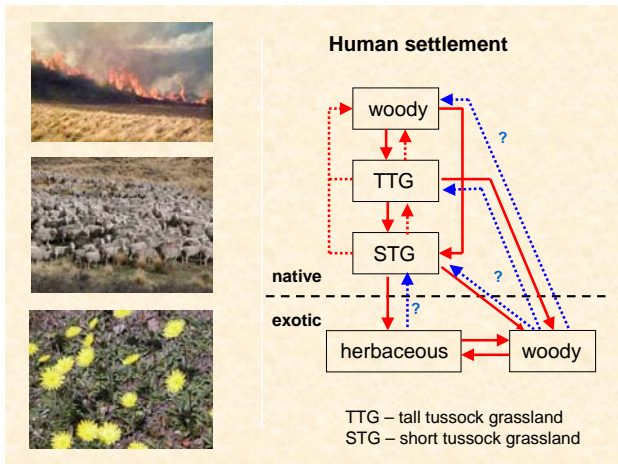 Human settlement
woody
?
TTG
STG
?
native
exotic
?
herbaceous
woody
TTG – tall tussock grassland
STG – short tussock grassland